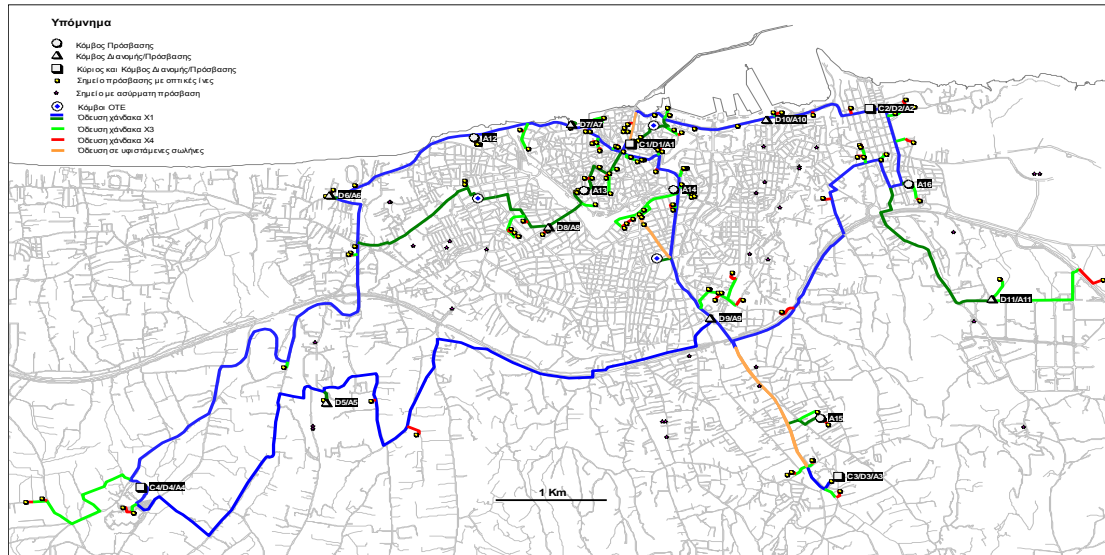 Υπόμνημα
Κόμβος Πρόσβασης
Κόμβος Διανομής/Πρόσβασης
Κύριος και Κόμβος Διανομής/Πρόσβασης
Σημείο πρόσβασης με οπτικές ίνες
Σημείο με ασύρματη πρόσβαση
Κόμβοι ΟΤΕ
Όδευση χάνδακα X1
Όδευση χάνδακα X3
Όδευση χάνδακα X4
Όδευση σε υφιστάμενες σωλήνες
C2/D2/A2
D10/A10
D7/A7
A12
C1/D1/A1
A16
A13
A14
D6/A6
D8/A8
D11/A11
D9/A9
D5/A5
A15
C3/D3/A3
C4/D4/A4
1 Km